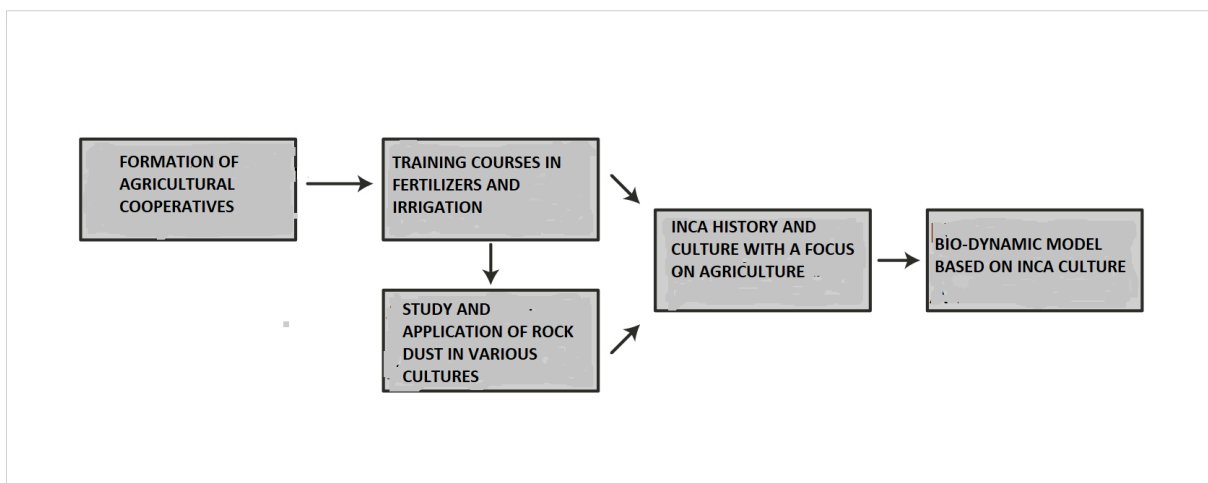 FORMATION OF
AGRICULTURAL
COOPERATIVES
TRAINING COURSES IN
FERTILIZERS AND
IRRIGATION
STUDY AND
APPLICATION OF ROCK
DUST IN VARIOUS
CULTURES
INCA HISTORY AND
CULTURE WITH A FOCUS
ON AGRICULTURE
BIO-DYNAMIC MODEL
BASED ON INCA CULTURE